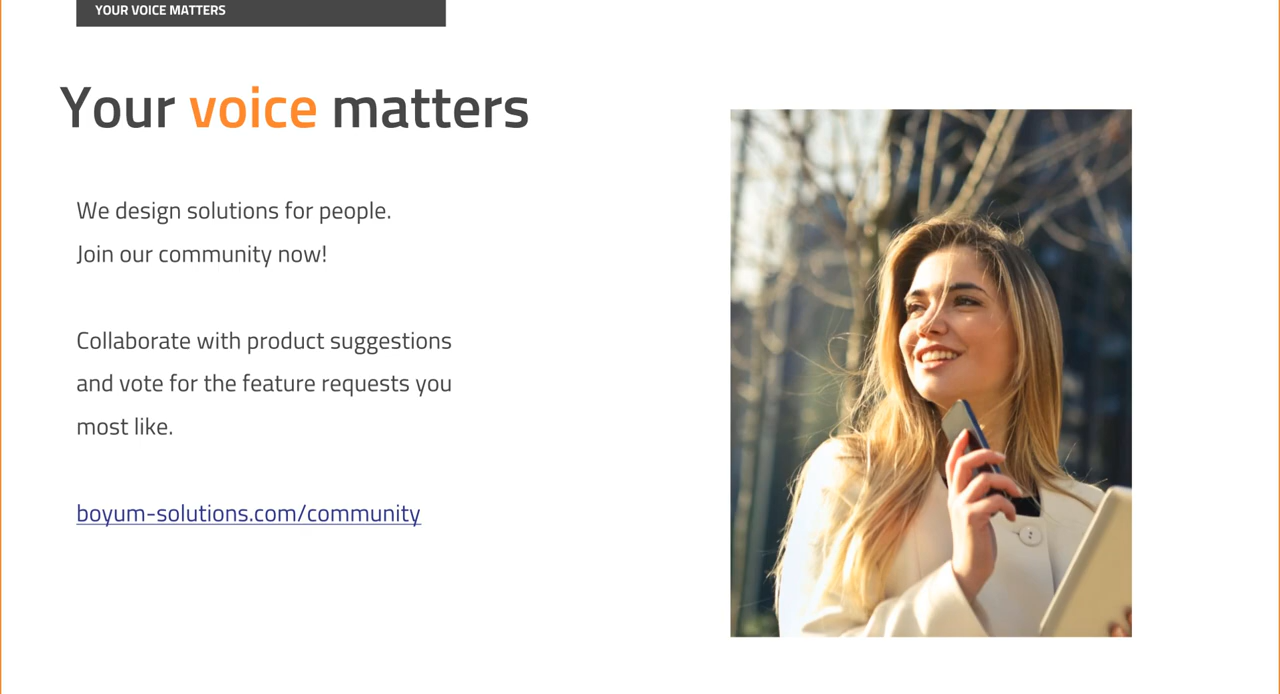 YOUR VOICE MATTERS
Your voice matters
We design solutions for people.
Join our community now!
Collaborate with product suggestions
and vote for the feature requests you
most like.
boyum-solutions.com/community